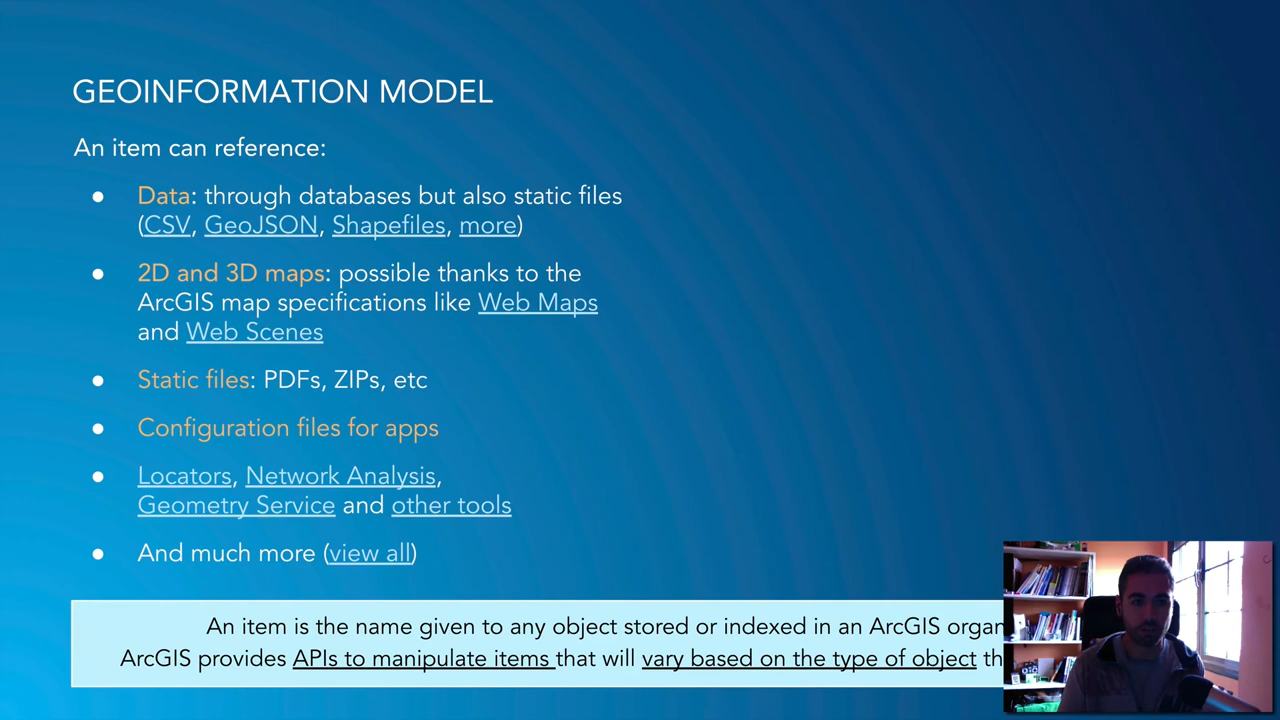 GEOINFORMATION MODEL
An item can reference:
● Data: through databases but also static files
(CSV, GeoJSON, Shapefiles, more)
● 2D and 3D maps: possible thanks to the
ArcGIS map specifications like Web Maps
and Web Scenes
● Static files: PDFs, ZIPs, etc
● Configuration files for apps
● Locators, Network Analysis,
Geometry Service and other tools
● And much more (view all)
An item is the name given to any object stored or indexed in an ArcGIS
ArcGIS provides APIs to manipulate items that will vary based on the type of object